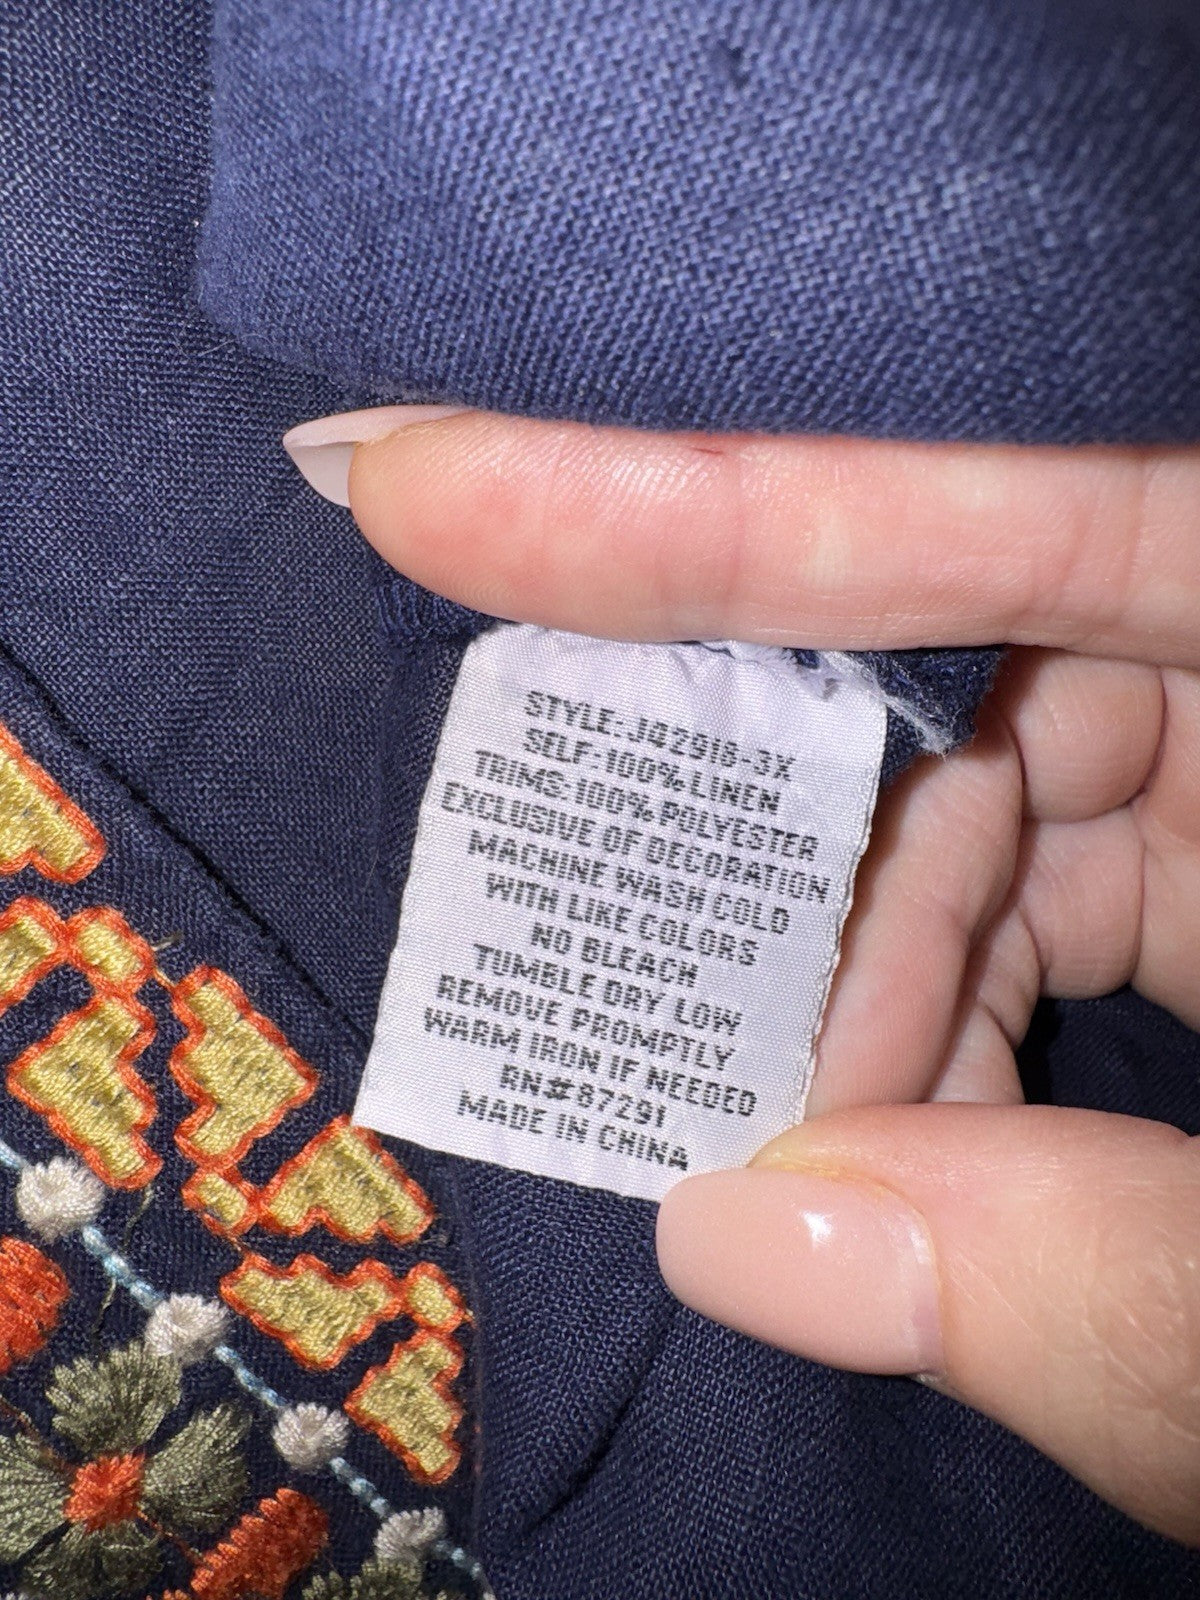 STYLE:J42918-3X
SELF:100%LINEN
TRIMS:100%POLYESTER
EXCLUSIVE OF DECORATION
MACHINE WASH COLD
WITH LIKE COLORS
NO BLEACH
TUMBLE DRY LOW
REMOVE PROMPTLY
WARM IRON IF NEEDED
RN#87291
MADE IN CHINA